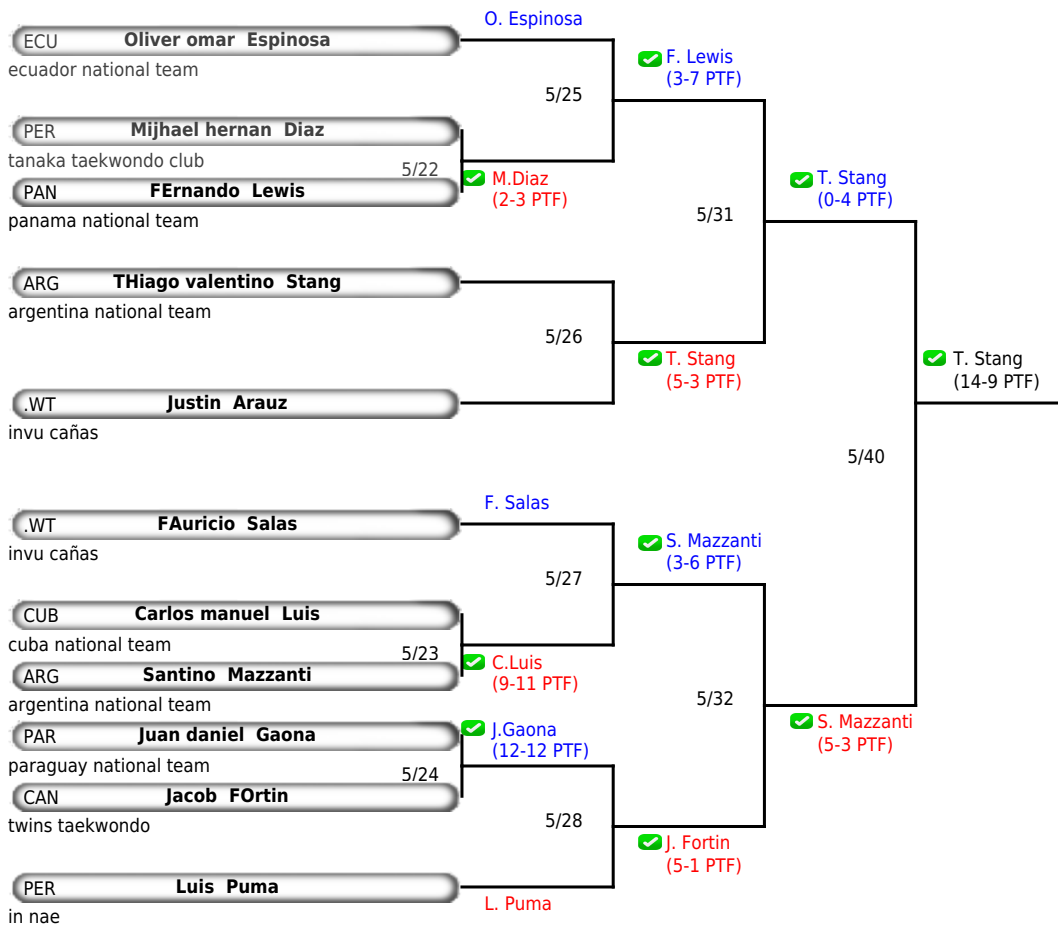 O. Espinosa
ECU Oliver omar Espinosa
ecuador national team
F. Lewis
(3-7 PTF)
5/25
PER Mijhael hernan Diaz
tanaka taekwondo club
5/22
M.Diaz
(2-3 PTF)
PAN FErnando Lewis
panama national team
T. Stang
(0-4 PTF)
5/31
ARG THiago valentino Stang
argentina national team
5/26
T. Stang
(5-3 PTF)
T. Stang
(14-9 PTF)
.WT Justin Arauz
invu cañas
5/40
F. Salas
.WT FAuricio Salas
invu cañas
S. Mazzanti
(3-6 PTF)
5/27
CUB Carlos manuel Luis
cuba national team
5/23
C.Luis
(9-11 PTF)
ARG Santino Mazzanti
argentina national team
5/32
S. Mazzanti
(5-3 PTF)
PAR Juan daniel Gaona
J.Gaona
(12-12 PTF)
paraguay national team
5/24
CAN Jacob FOrtin
twins taekwondo
5/28
J. Fortin
(5-1 PTF)
PER Luis Puma
L. Puma
in nae